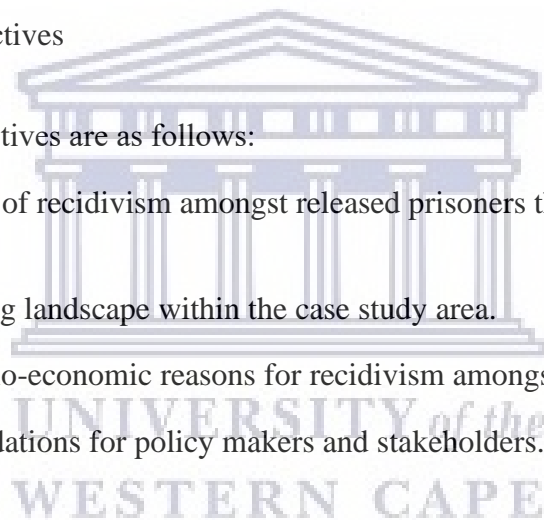 ctives
tives are as follows:
of recidivism amongst released prisoners t
g landscape within the case study area.
o-economic reasons for recidivism amongs
UNIVERSITY of the
dations for policy makers and stakeholders.
WESTERN CAPE